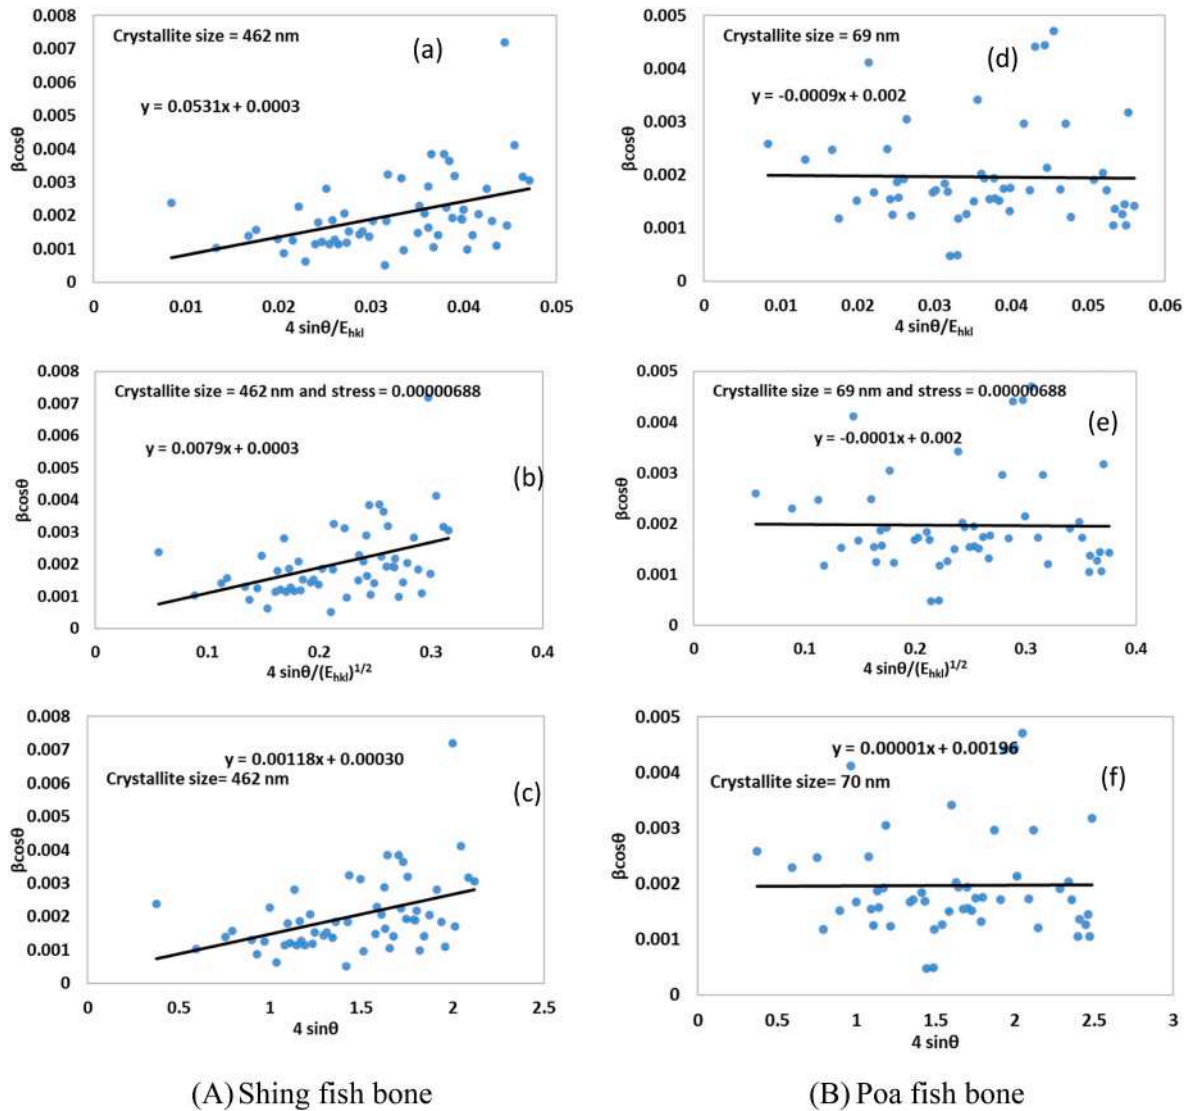 0.008
0.007
0.006
0.005
0.004
0.003
0.002
0.001
0
βcosθ
Crystallite size = 462 nm
(a)
y = 0.0531x + 0.0003
0 0.01 0.02 0.03 0.04 0.05
4 sinθ/Ehkl
0.005
0.004
0.003
0.002
0.001
0
βcosθ
Crystallite size = 69 nm
(d)
y = -0.0009x + 0.002
0 0.01 0.02 0.03 0.04 0.05 0.06
4 sinθ/Ehkl
0.008
0.007
0.006
0.005
0.004
0.003
0.002
0.001
0
βcosθ
Crystallite size = 462 nm and stress = 0.00000688
y = 0.0079x + 0.0003
(b)
0 0.1 0.2 0.3 0.4
4 sinθ/(Ehkl)1/2
0.005
0.004
0.003
0.002
0.001
0
βcosθ
Crystallite size = 69 nm and stress = 0.00000688
(e)
y = -0.0001x + 0.002
0 0.1 0.2 0.3 0.4
4 sinθ/(Ehkl)1/2
0.008
0.007
0.006
0.005
0.004
0.003
0.002
0.001
0
βcosθ
y = 0.00118x + 0.00030
Crystallite size= 462 nm
(c)
0 0.5 1 1.5 2 2.5
4 sinθ
0.005
0.004
0.003
0.002
0.001
0
βcosθ
y = 0.00001x + 0.00196
Crystallite size= 70 nm
(f)
0 0.5 1 1.5 2 2.5 3
4 sinθ
(A) Shing fish bone
(B) Poa fish bone